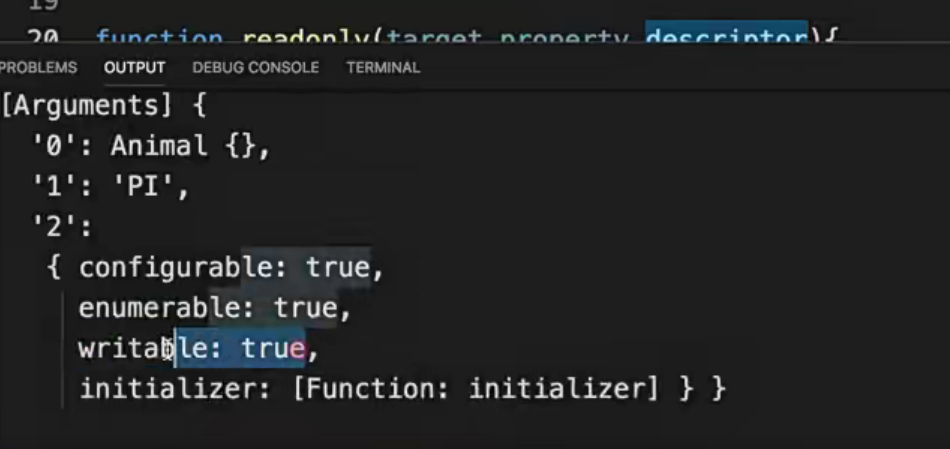 19
20 function readonly(target, property, descriptor){
PROBLEMS OUTPUT DEBUG CONSOLE TERMINAL
[Arguments] {
'0': Animal {},
'1': 'PI',
'2':
{ configurable: true,
enumerable: true,
writable: true,
initializer: [Function: initializer] } }